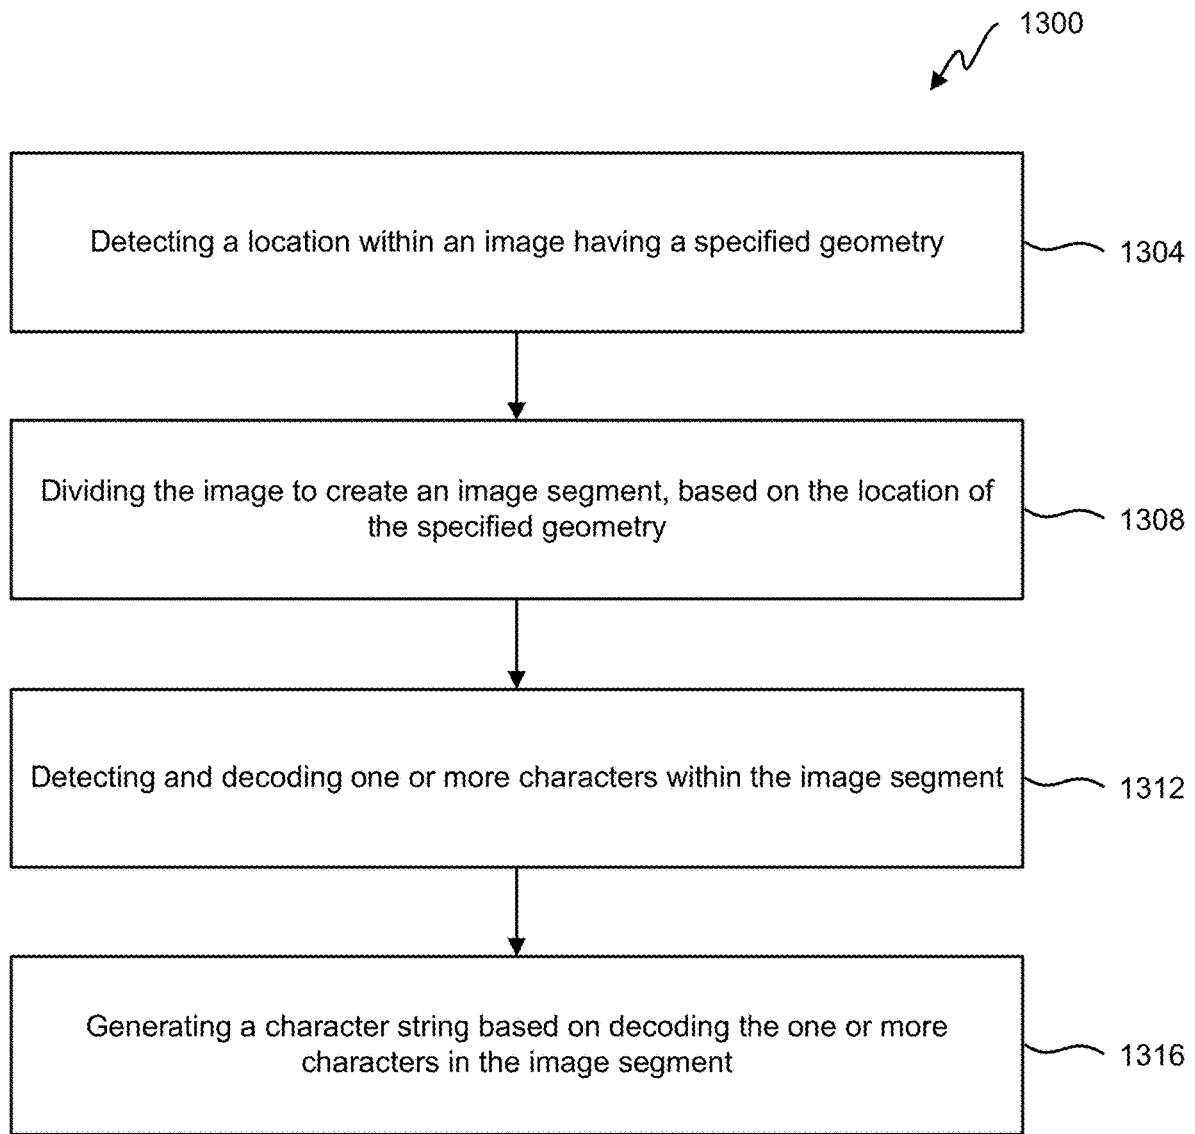 1300
Detecting a location within an image having a specified geometry
1304
Dividing the image to create an image segment, based on the location of
the specified geometry
1308
Detecting and decoding one or more characters within the image segment
1312
Generating a character string based on decoding the one or more
characters in the image segment
1316